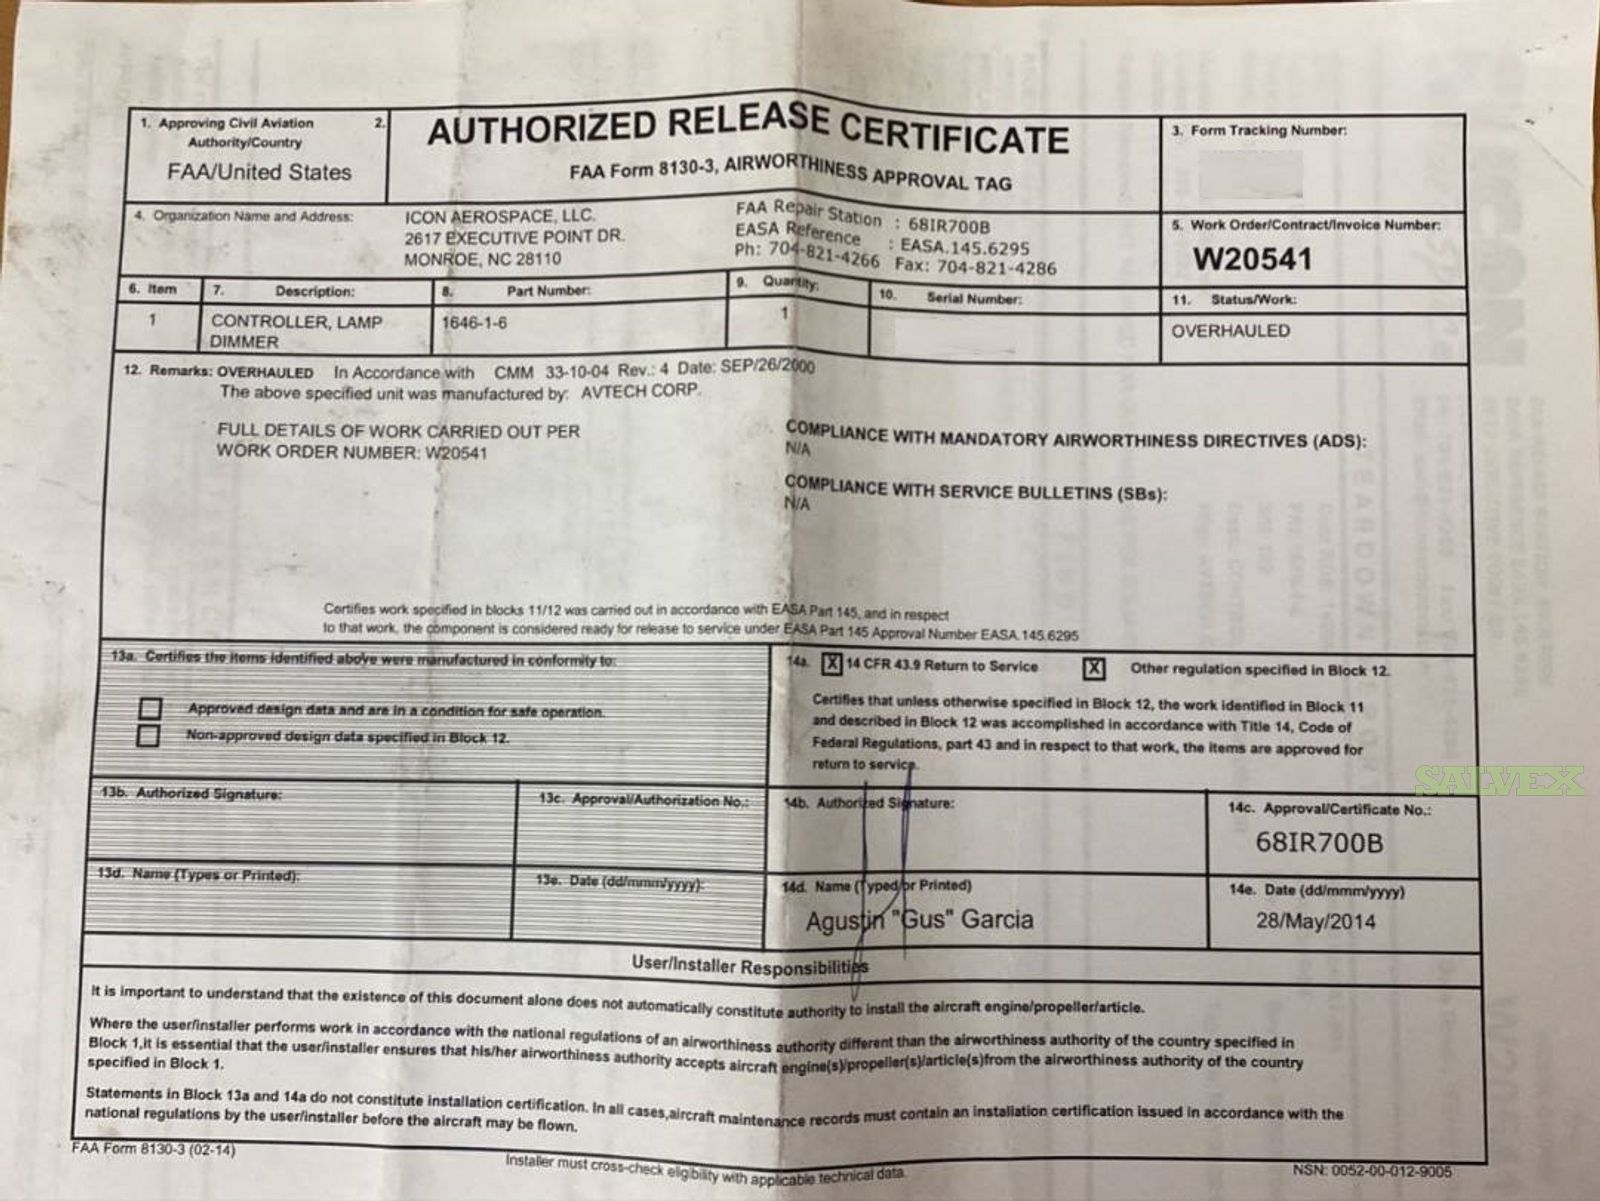 1. Approving Civil Aviation
Authority/Country
FAA/United States
2.
AUTHORIZED RELEASE CERTIFICATE
FAA Form 8130-3, AIRWORTHINESS APPROVAL TAG
3. Form Tracking Number:
4. Organization Name and Address:
ICON AEROSPACE, LLC.
2617 EXECUTIVE POINT DR.
MONROE, NC 28110
FAA Repair Station : 68IR700B
EASA Reference : EASA.145.6295
Ph: 704-821-4266 Fax: 704-821-4286
5. Work Order/Contract/Invoice Number:
W20541
6. Item
7. Description:
8. Part Number:
9. Quantity:
10. Serial Number:
11. Status/Work:
1
CONTROLLER, LAMP
DIMMER
1646-1-6
1
OVERHAULED
12. Remarks: OVERHAULED In Accordance with CMM 33-10-04 Rev.: 4 Date: SEP/26/2000
The above specified unit was manufactured by: AVTECH CORP.
FULL DETAILS OF WORK CARRIED OUT PER
WORK ORDER NUMBER: W20541
COMPLIANCE WITH MANDATORY AIRWORTHINESS DIRECTIVES (ADS):
N/A
COMPLIANCE WITH SERVICE BULLETINS (SBs):
N/A
Certifies work specified in blocks 11/12 was carried out in accordance with EASA Part 145, and in respect
to that work, the component is considered ready for release to service under EASA Part 145 Approval Number EASA.145.6295
13a. Certifies the items identified above were manufactured in conformity to:
Approved design data and are in a condition for safe operation.
Non-approved design data specified in Block 12.
14a. X 14 CFR 43.9 Return to Service X Other regulation specified in Block 12.
Certifies that unless otherwise specified in Block 12, the work identified in Block 11
and described in Block 12 was accomplished in accordance with Title 14, Code of
Federal Regulations, part 43 and in respect to that work, the items are approved for
return to service.
SALVEX
13b. Authorized Signature:
13c. Approval/Authorization No.:
14b. Authorized Signature:
14c. Approval/Certificate No.:
68IR700B
13d. Name (Types or Printed):
13e. Date (dd/mmm/yyyy):
14d. Name (Typed or Printed)
Agustin "Gus" Garcia
14e. Date (dd/mmm/yyyy)
28/May/2014
User/Installer Responsibilities
It is important to understand that the existence of this document alone does not automatically constitute authority to install the aircraft engine/propeller/article.
Where the user/installer performs work in accordance with the national regulations of an airworthiness authority different than the airworthiness authority of the country specified in
Block 1,it is essential that the user/installer ensures that his/her airworthiness authority accepts aircraft engine(s)/propeller(s)/article(s)from the airworthiness authority of the country
specified in Block 1.
Statements in Block 13a and 14a do not constitute installation certification. In all cases,aircraft maintenance records must contain an installation certification issued in accordance with the
national regulations by the user/installer before the aircraft may be flown.
FAA Form 8130-3 (02-14)
Installer must cross-check eligibility with applicable technical data.
NSN: 0052-00-012-9005